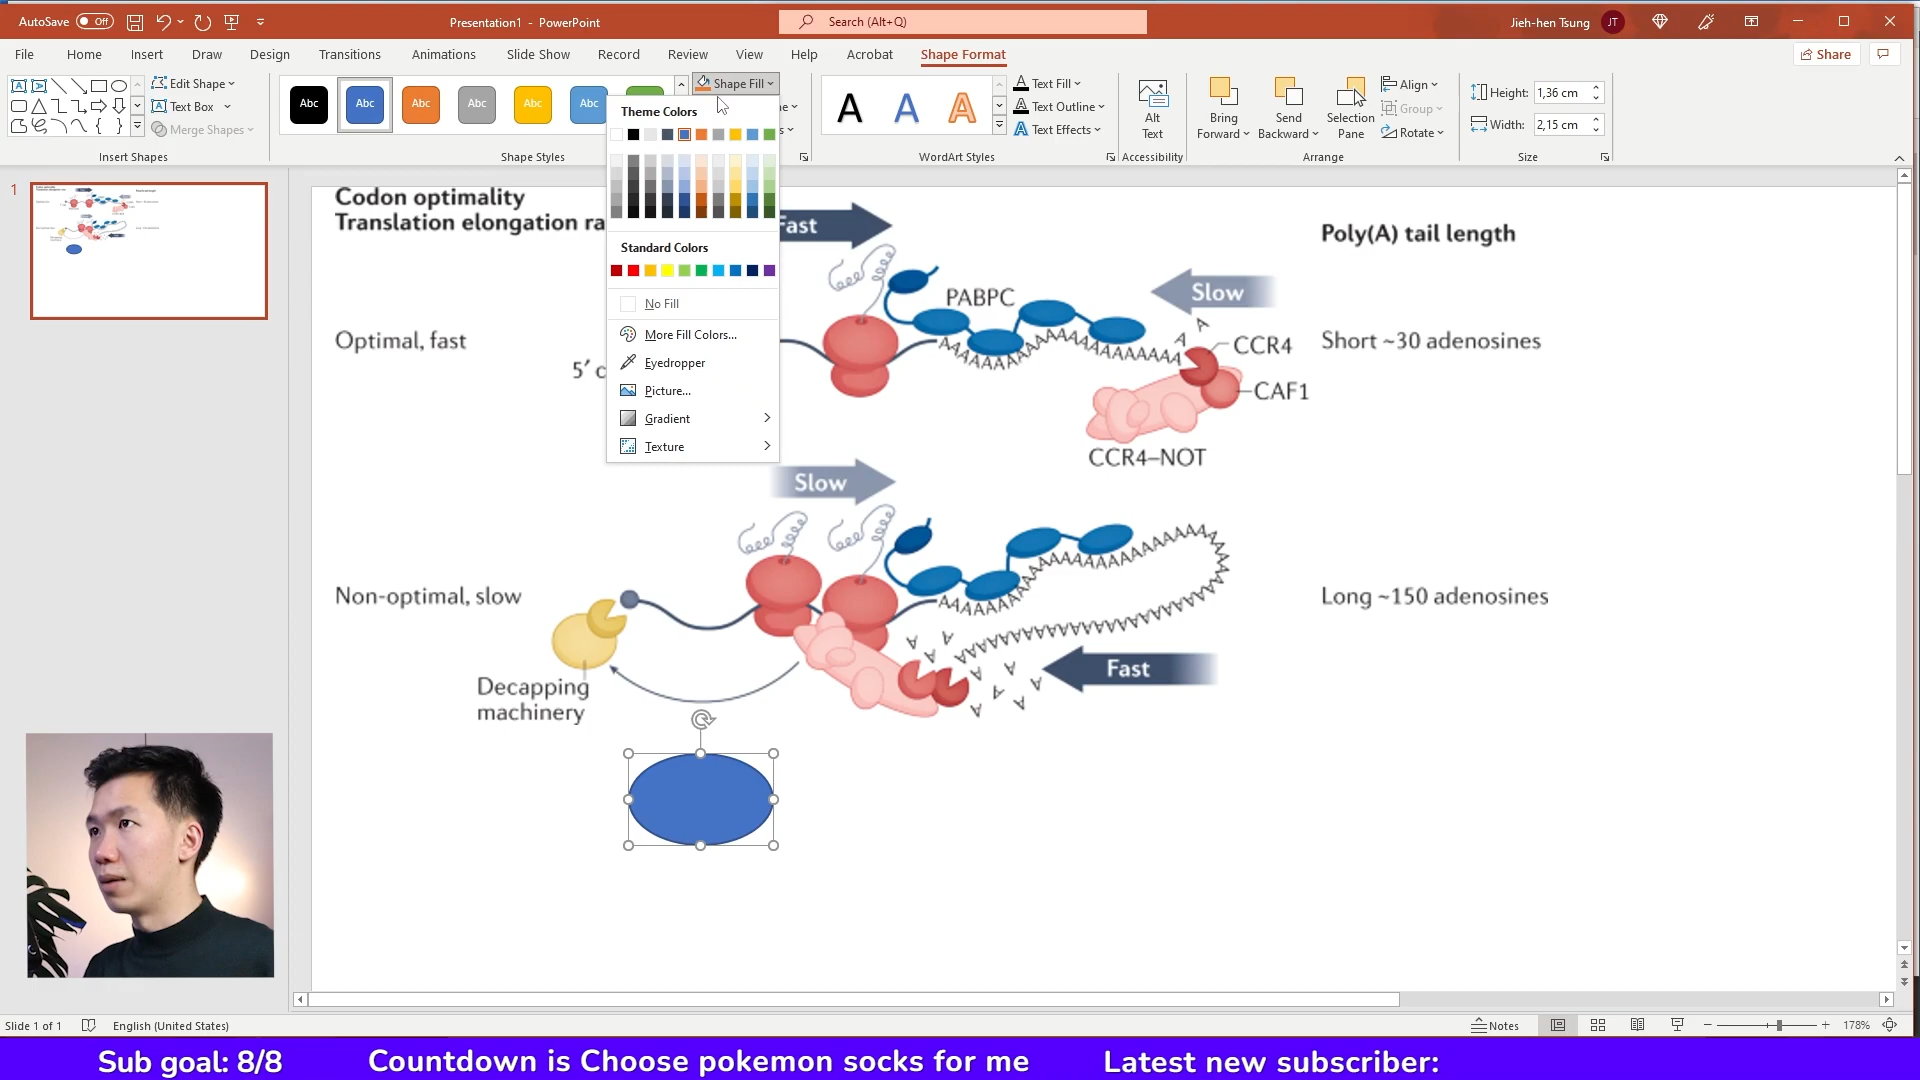 AutoSave Off
Presentation1 - PowerPoint
Search (Alt+Q)
Jieh-hen Tsung JT
File Home Insert Draw Design Transitions Animations Slide Show Record Review View Help Acrobat Shape Format
Share
Edit Shape
Text Box
Merge Shapes
Insert Shapes
Abc Abc Abc Abc Abc Abc
Shape Styles
Shape Fill
Theme Colors
Standard Colors
No Fill
More Fill Colors...
Eyedropper
Picture...
Gradient
Texture
A A A
Text Fill
Text Outline
Text Effects
WordArt Styles
Alt
Text
Accessibility
Bring
Forward
Send
Backward
Selection
Pane
Align
Group
Rotate
Arrange
Height: 1,36 cm
Width: 2,15 cm
Size
1
Codon optimality
Translation elongation ra
Fast
Poly(A) tail length
Slow
PABPC
Optimal, fast
5′ c
AAAAAAAAAAAAAAAAAAAAAAAAAA
A A
CCR4
CAF1
CCR4–NOT
Short ~30 adenosines
Slow
Non-optimal, slow
Long ~150 adenosines
Fast
Decapping
machinery
Slide 1 of 1
English (United States)
Notes
178%
Sub goal: 8/8
Countdown is Choose pokemon socks for me
Latest new subscriber: